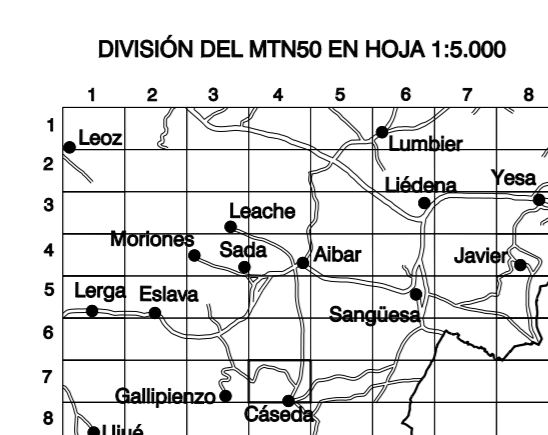 DIVISIÓN DEL MTN50 EN HOJA 1:5.000
1 2 3 4 5 6 7 8
1
Leoz
Lumbier
2
Liédena
Yesa
3
Leache
Moriones
4
Sada
Aibar
Javier
5
Lerga
Eslava
Sangüesa
6
7
Gallipienzo
Cáseda
8
Ujué